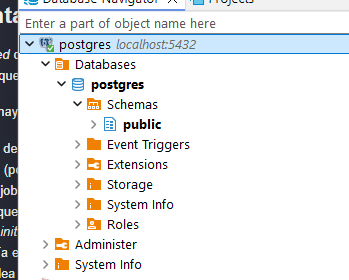 Database Navigator
Projects
Enter a part of object name here
postgres localhost:5432
Databases
postgres
Schemas
public
Event Triggers
Extensions
Storage
System Info
Roles
Administer
System Info